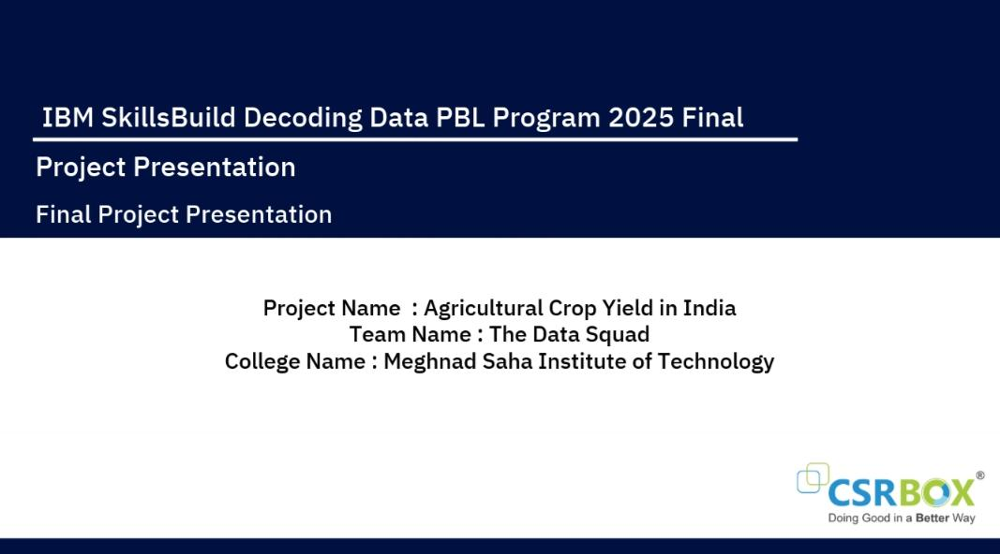 IBM SkillsBuild Decoding Data PBL Program 2025 Final
Project Presentation
Final Project Presentation
Project Name : Agricultural Crop Yield in India
Team Name : The Data Squad
College Name : Meghnad Saha Institute of Technology
CSRBOX®
Doing Good in a Better Way